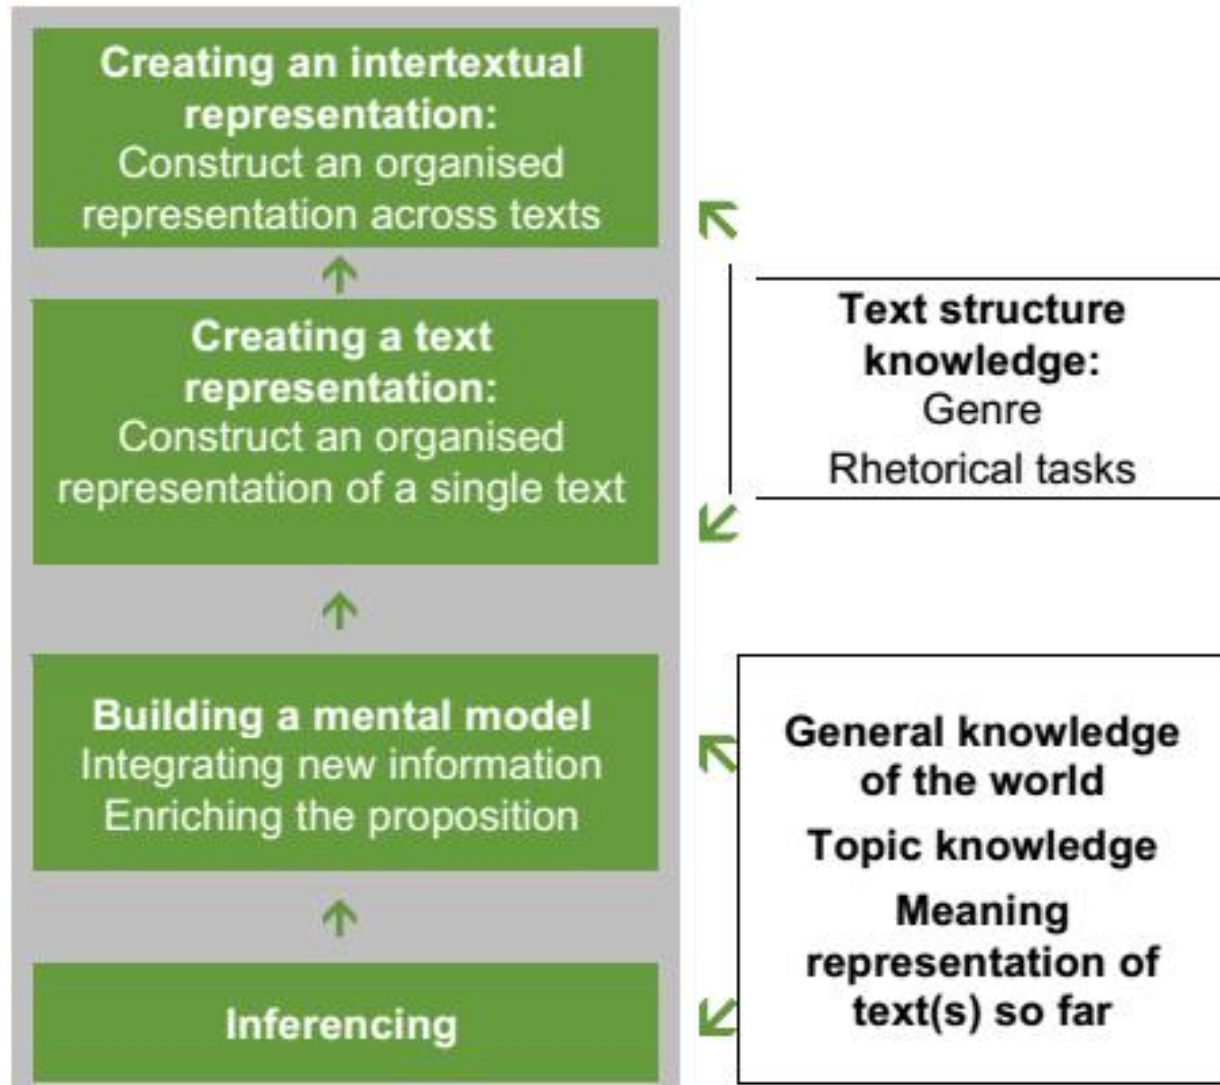 Creating an intertextual
representation:
Construct an organised
representation across texts
Creating a text
representation:
Construct an organised
representation of a single text
Building a mental model
Integrating new information
Enriching the proposition
Inferencing
Text structure
knowledge:
Genre
Rhetorical tasks
General knowledge
of the world
Topic knowledge
Meaning
representation of
text(s) so far